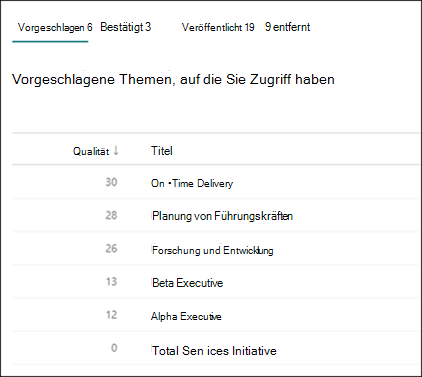 Vorgeschlagen 6 Bestätigt 3 Veröffentlicht 19 9 entfernt
Vorgeschlagene Themen, auf die Sie Zugriff haben
Qualität ↓ Titel
30 On •Time Delivery
28 Planung von Führungskräften
26 Forschung und Entwicklung
13 Beta Executive
12 Alpha Executive
0 Total Sen ices Initiative